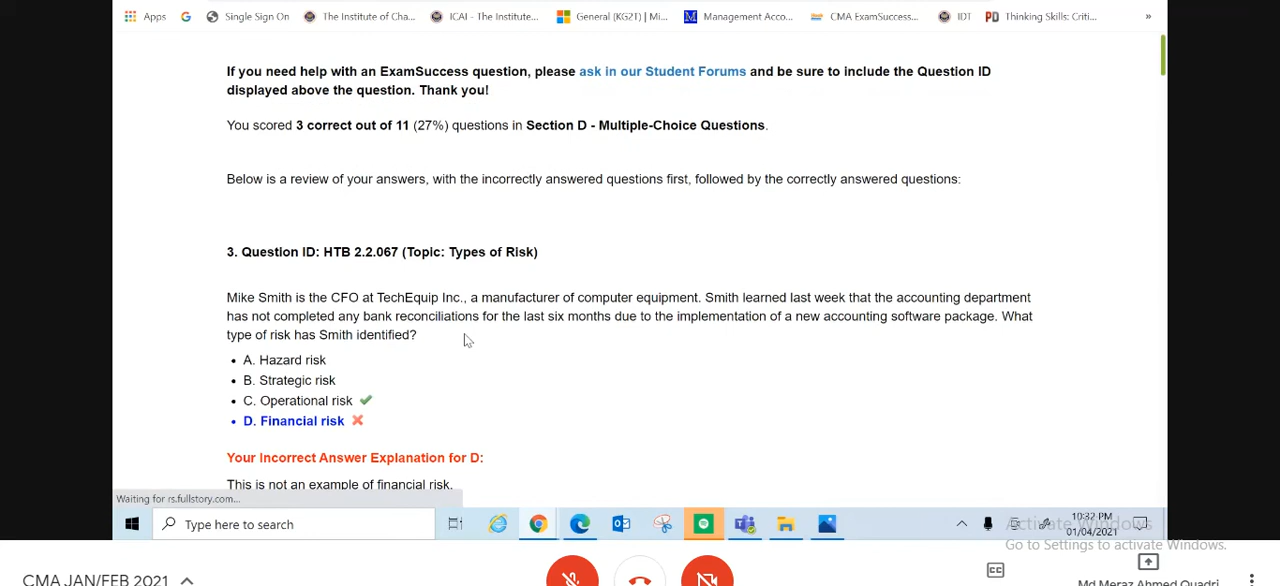 Apps G Single Sign On The Institute of Cha... ICAI - The Institute... General (KG21) | Mi... Management Acco... CMA ExamSuccess... IDT PD Thinking Skills: Criti... »
If you need help with an ExamSuccess question, please ask in our Student Forums and be sure to include the Question ID
displayed above the question. Thank you!
You scored 3 correct out of 11 (27%) questions in Section D - Multiple-Choice Questions.
Below is a review of your answers, with the incorrectly answered questions first, followed by the correctly answered questions:
3. Question ID: HTB 2.2.067 (Topic: Types of Risk)
Mike Smith is the CFO at TechEquip Inc., a manufacturer of computer equipment. Smith learned last week that the accounting department
has not completed any bank reconciliations for the last six months due to the implementation of a new accounting software package. What
type of risk has Smith identified?
• A. Hazard risk
• B. Strategic risk
• C. Operational risk
• D. Financial risk
Your Incorrect Answer Explanation for D:
This is not an example of financial risk.
Waiting for rs.fullstory.com...
Type here to search
10:32 PM
01/04/2021
Activate Windows
Go to Settings to activate Windows.
CC
CMA JAN/FEB 2021
Md Meraz Ahmed Quadri